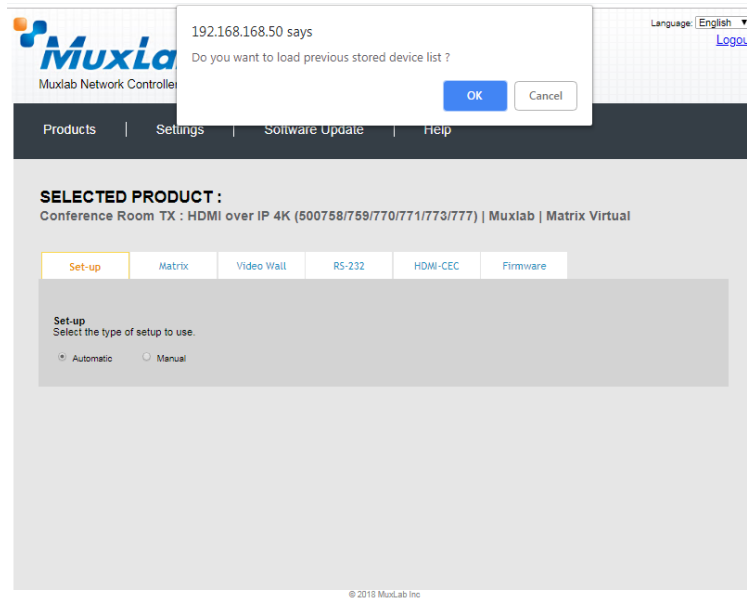 192.168.168.50 says
Do you want to load previous stored device list ?
OK Cancel
Language: English
Logou
MuxLa
Muxlab Network Controlle
Products | Settings | Software Update | Help
SELECTED PRODUCT :
Conference Room TX : HDMI over IP 4K (500758/759/770/771/773/777) | Muxlab | Matrix Virtual
Set-up Matrix Video Wall RS-232 HDMI-CEC Firmware
Set-up
Select the type of setup to use.
Automatic Manual
© 2018 MuxLab Inc